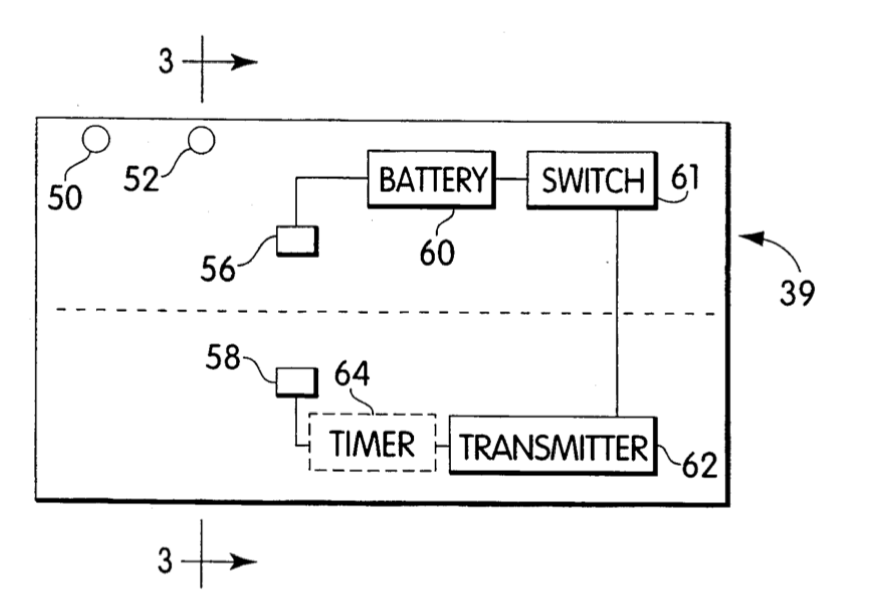 3
50
52
BATTERY
SWITCH
61
56
60
39
58
64
TIMER
TRANSMITTER
62
3